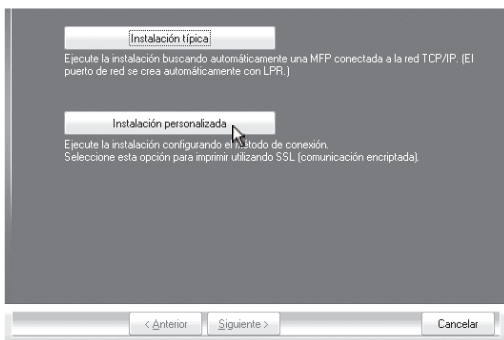 Instalación típica
Ejecute la instalación buscando automáticamente una MFP conectada a la red TCP/IP. (El
puerto de red se crea automáticamente con LPR.)
Instalación personalizada
Ejecute la instalación configurando el método de conexión.
Seleccione esta opción para imprimir utilizando SSL (comunicación encriptada).
< Anterior Siguiente > Cancelar